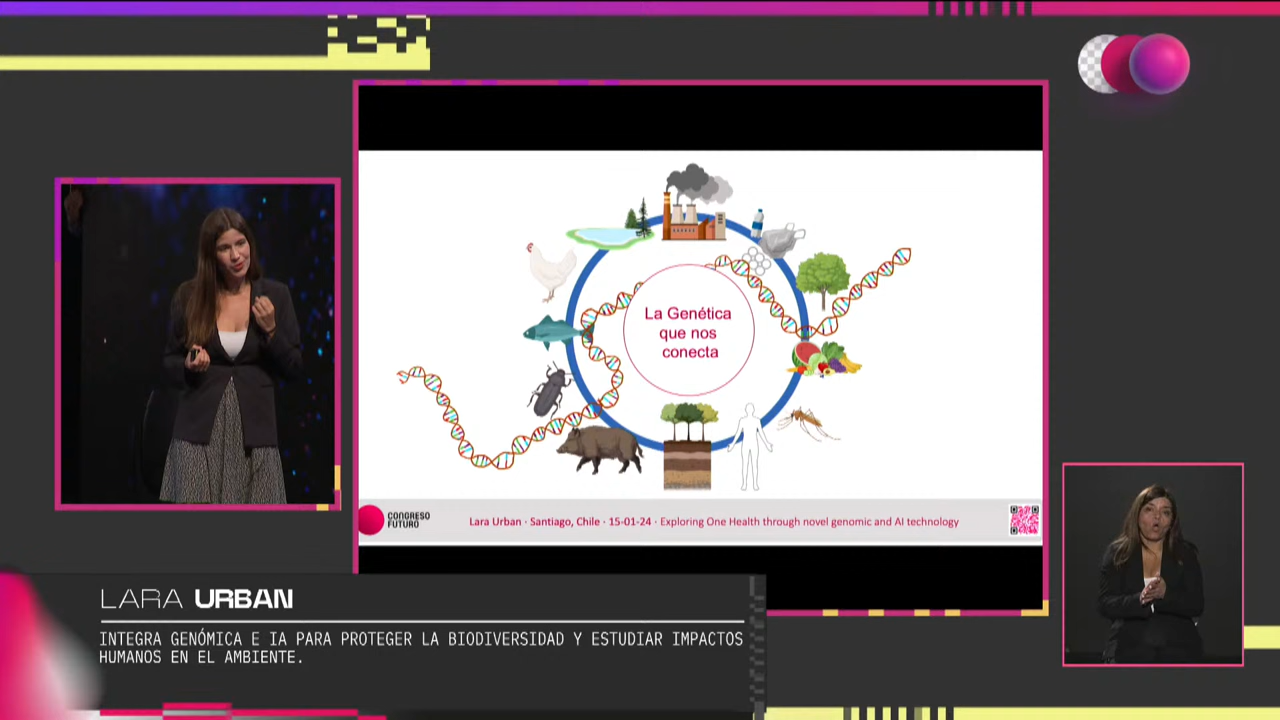 La Genética
que nos
conecta
CONGRESO
FUTURO
Lara Urban · Santiago, Chile · 15-01-24 · Exploring One Health through novel genomic and AI technology
LARA URBAN
INTEGRA GENÓMICA E IA PARA PROTEGER LA BIODIVERSIDAD Y ESTUDIAR IMPACTOS
HUMANOS EN EL AMBIENTE.